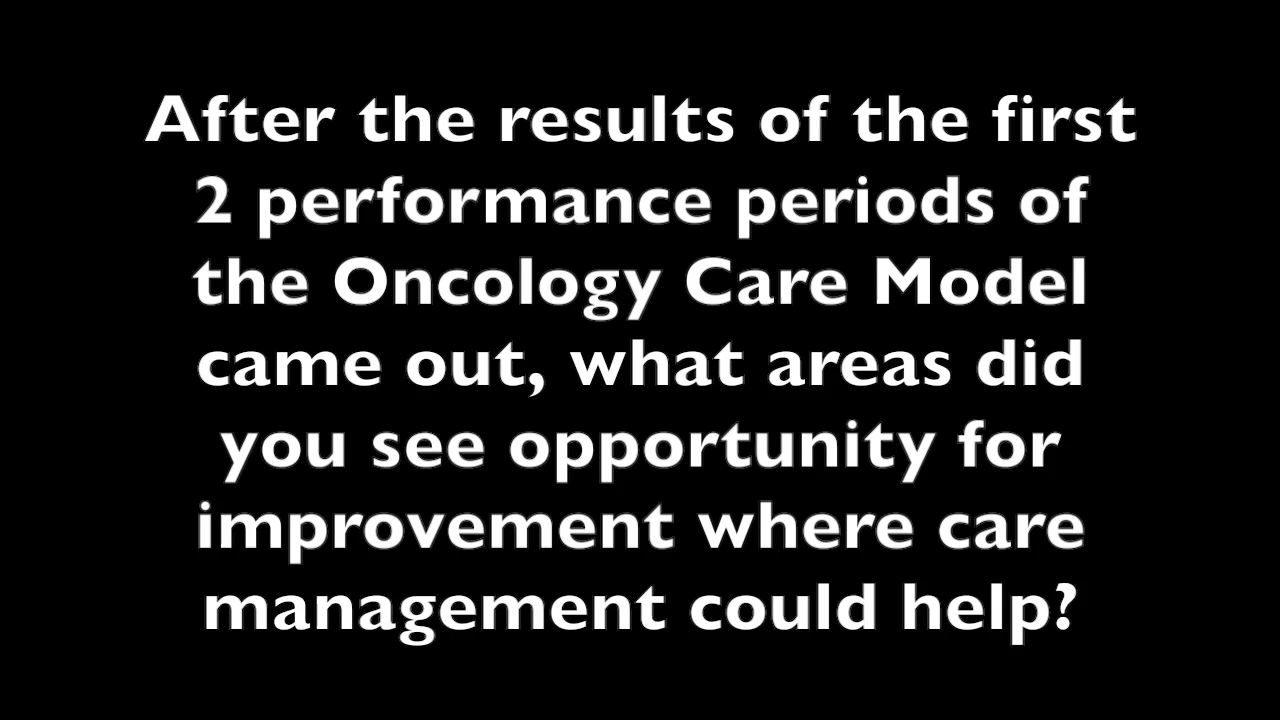 After the results of the first
2 performance periods of
the Oncology Care Model
came out, what areas did
you see opportunity for
improvement where care
management could help?